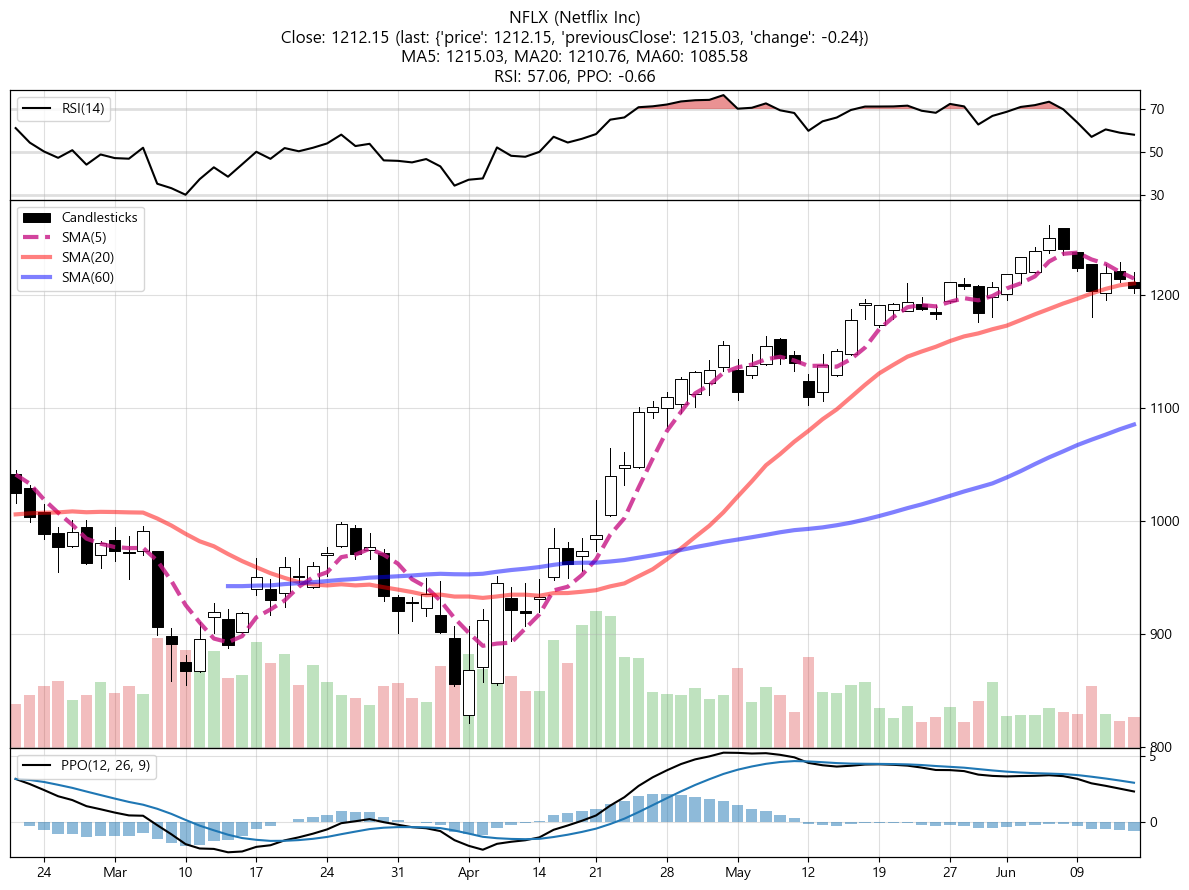 NFLX (Netflix Inc)
Close: 1212.15 (last: {'price': 1212.15, 'previousClose': 1215.03, 'change': -0.24})
MA5: 1215.03, MA20: 1210.76, MA60: 1085.58
RSI: 57.06, PPO: -0.66
RSI(14)
70
50
30
Candlesticks
SMA(5)
SMA(20)
SMA(60)
1200
1100
1000
900
800
PPO(12, 26, 9)
5
0
24 Mar 10 17 24 31 Apr 14 21 28 May 12 19 27 Jun 09